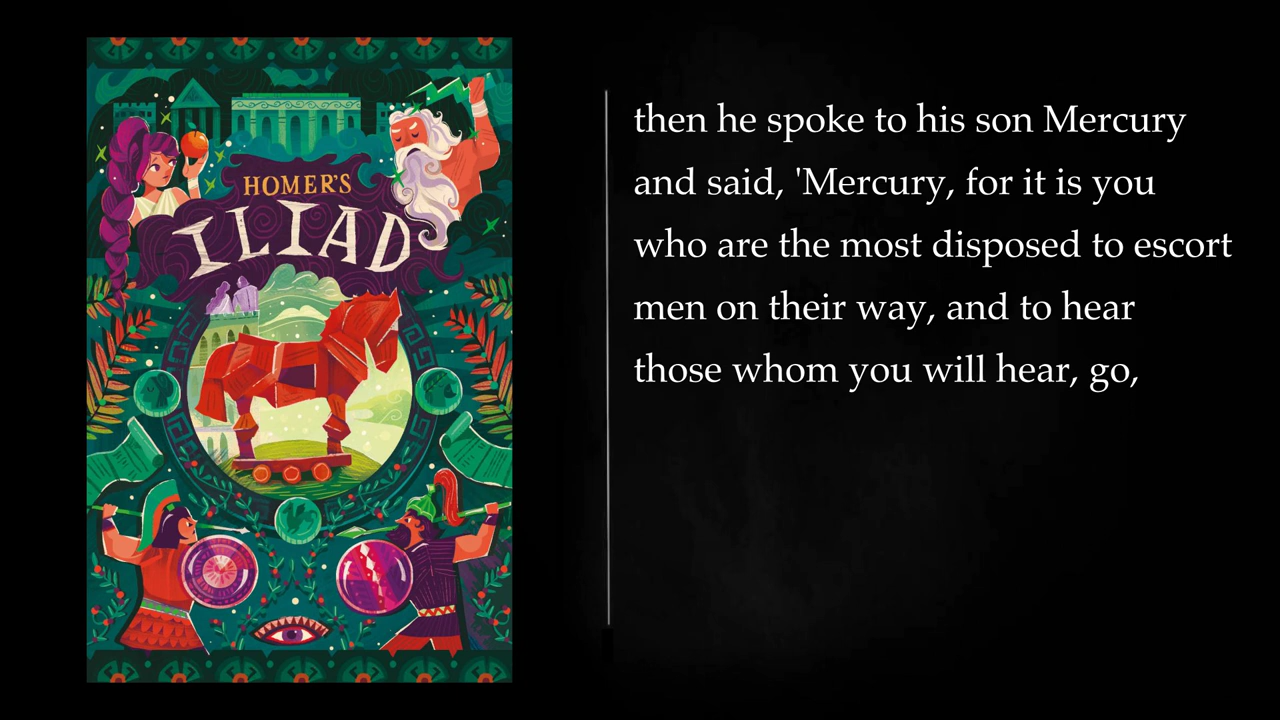 HOMER'S
ILIAD
then he spoke to his son Mercury
and said, 'Mercury, for it is you
who are the most disposed to escort
men on their way, and to hear
those whom you will hear, go,